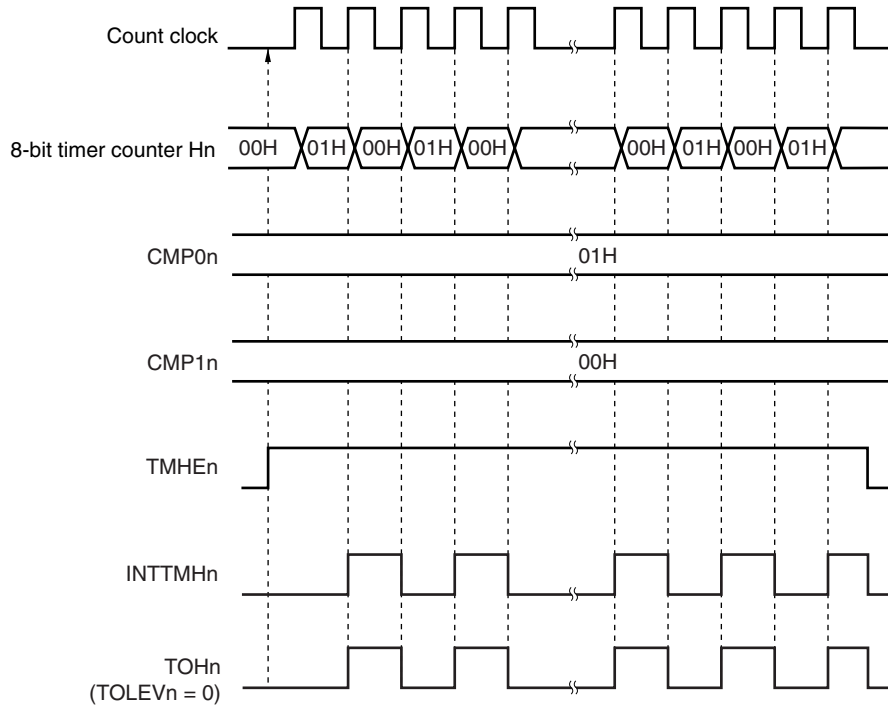 Count clock
8-bit timer counter Hn 00H 01H 00H 01H 00H 00H 01H 00H 01H
CMP0n 01H
CMP1n 00H
TMHEn
INTTMHn
TOHn
(TOLEVn = 0)